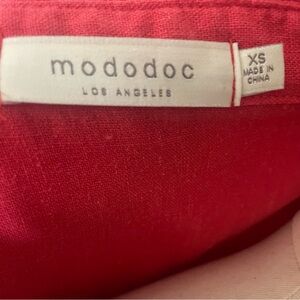 mododoc
LOS ANGELES
XS
MADE IN
CHINA